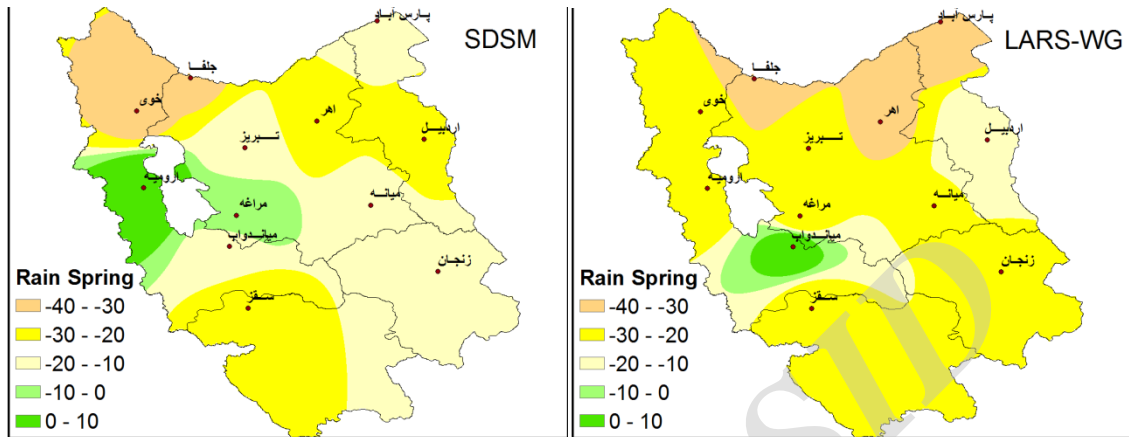 SDSM
پارس آباد
جلفا
خوی
اهر
اردبیل
تبریز
ارومیه
میانه
مراغه
میاندواب
زنجان
سقز
Rain Spring
-40 - -30
-30 - -20
-20 - -10
-10 - 0
0 - 10
LARS-WG
پارس آباد
جلفا
خوی
اهر
اردبیل
تبریز
ارومیه
میانه
مراغه
میاندواب
زنجان
سقز
Rain Spring
-40 - -30
-30 - -20
-20 - -10
-10 - 0
0 - 10